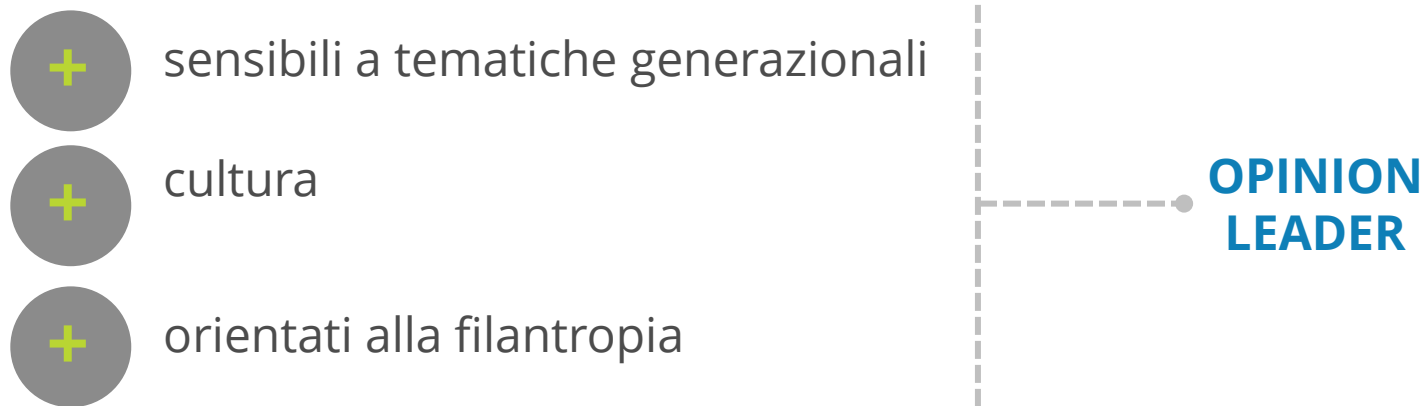 + sensibili a tematiche generazionali
+ cultura
+ orientati alla filantropia
OPINION
LEADER